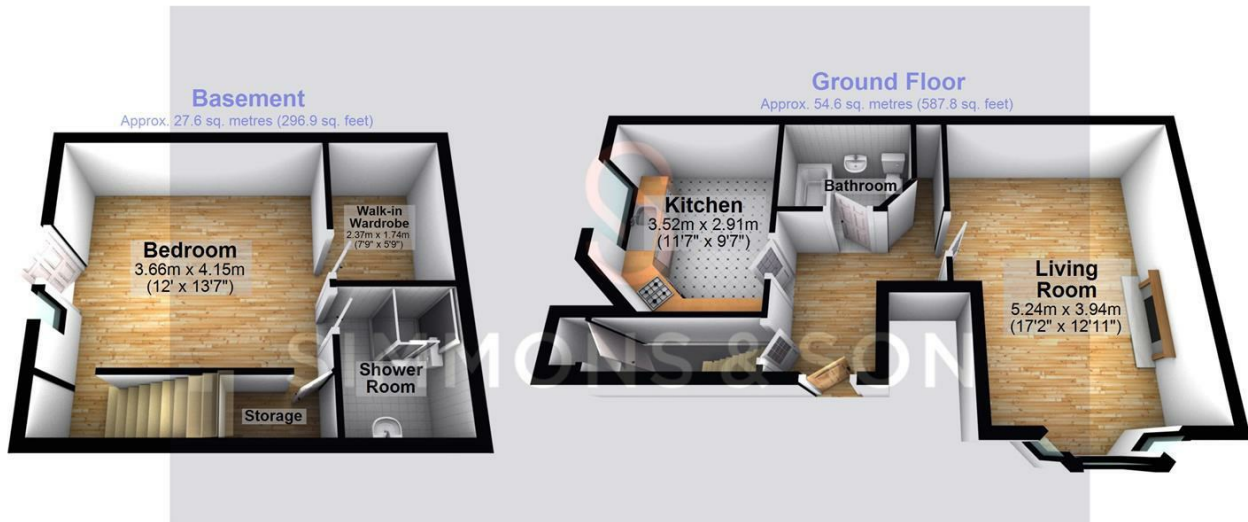 Basement
Approx. 27.6 sq. metres (296.9 sq. feet)
Bedroom
3.66m x 4.15m
(12' x 13'7")
Walk-in
Wardrobe
2.37m x 1.74m
(7'9" x 5'9")
Shower
Room
Storage
Ground Floor
Approx. 54.6 sq. metres (587.8 sq. feet)
Kitchen
3.52m x 2.91m
(11'7" x 9'7")
Bathroom
Living
Room
5.24m x 3.94m
(17'2" x 12'11")
SIMMONS & SON